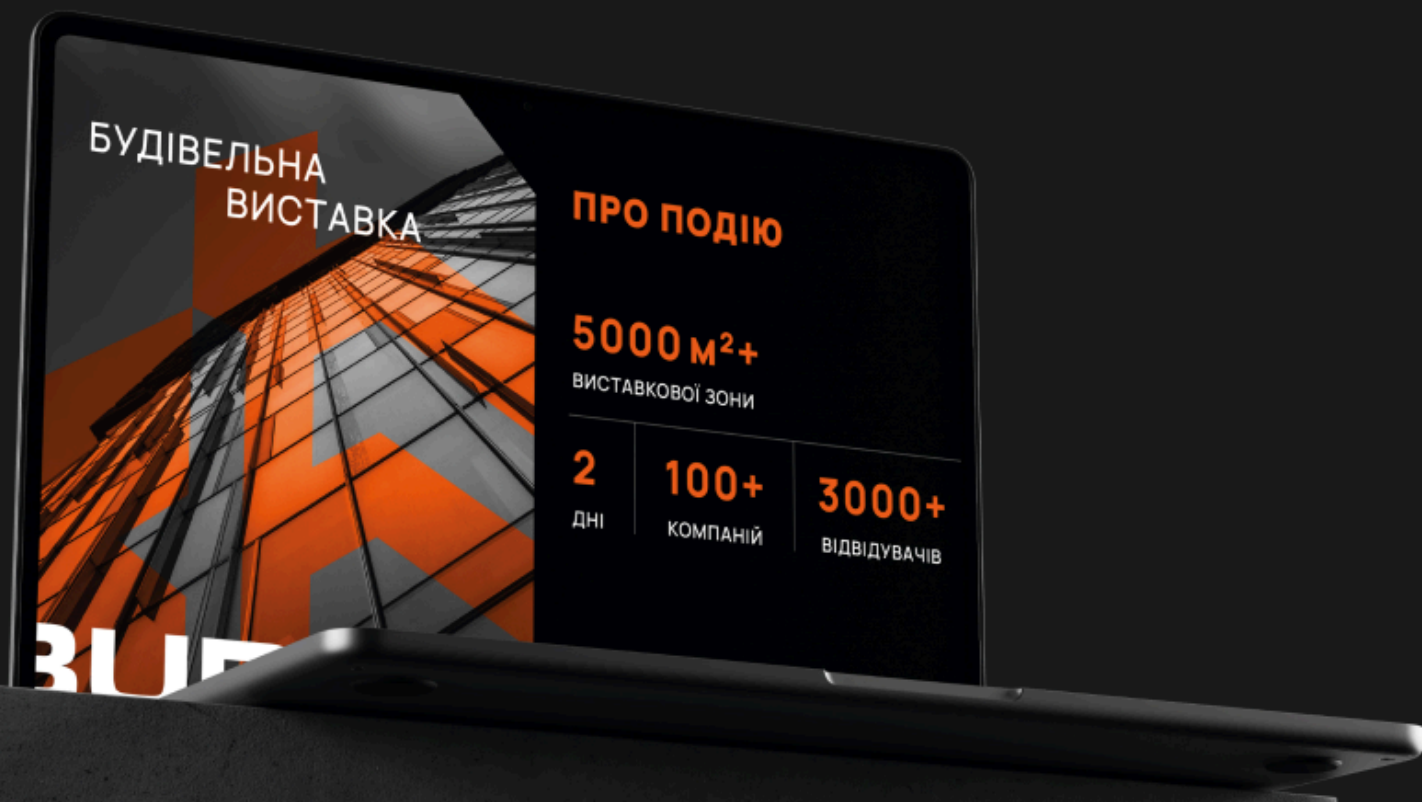 БУДІВЕЛЬНА
ВИСТАВКА
ПРО ПОДІЮ
5000 м²+
ВИСТАВКОВОЇ ЗОНИ
2
ДНІ
100+
КОМПАНІЙ
3000+
ВІДВІДУВАЧІВ